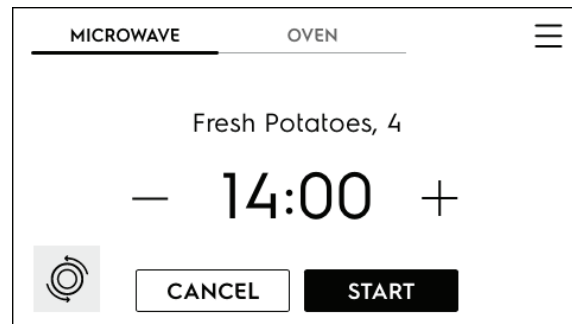 MICROWAVE OVEN
Fresh Potatoes, 4
— 14:00 +
CANCEL START